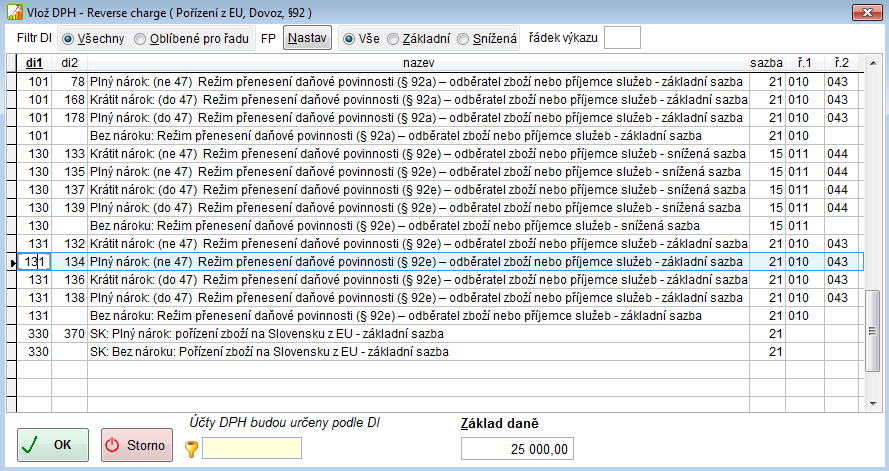 Vlož DPH - Reverse charge ( Pořízení z EU, Dovoz, §92 )
Filtr DI Všechny Oblíbené pro řadu FP Nastav Vše Základní Snížená řádek výkazu
di1 di2 nazev sazba ř.1 ř.2
101 78 Plný nárok: (ne 47) Režim přenesení daňové povinnosti (§ 92a) – odběratel zboží nebo příjemce služeb - základní sazba 21 010 043
101 168 Krátit nárok: (do 47) Režim přenesení daňové povinnosti (§ 92a) – odběratel zboží nebo příjemce služeb - základní sazba 21 010 043
101 178 Plný nárok: (do 47) Režim přenesení daňové povinnosti (§ 92a) – odběratel zboží nebo příjemce služeb - základní sazba 21 010 043
101 Bez nároku: Režim přenesení daňové povinnosti (§ 92a) – odběratel zboží nebo příjemce služeb - základní sazba 21 010
130 133 Krátit nárok: (ne 47) Režim přenesení daňové povinnosti (§ 92e) – odběratel zboží nebo příjemce služeb - snížená sazba 15 011 044
130 135 Plný nárok: (ne 47) Režim přenesení daňové povinnosti (§ 92e) – odběratel zboží nebo příjemce služeb - snížená sazba 15 011 044
130 137 Krátit nárok: (do 47) Režim přenesení daňové povinnosti (§ 92e) – odběratel zboží nebo příjemce služeb - snížená sazba 15 011 044
130 139 Plný nárok: (do 47) Režim přenesení daňové povinnosti (§ 92e) – odběratel zboží nebo příjemce služeb - snížená sazba 15 011 044
130 Bez nároku: Režim přenesení daňové povinnosti (§ 92e) – odběratel zboží nebo příjemce služeb - snížená sazba 15 011
131 132 Krátit nárok: (ne 47) Režim přenesení daňové povinnosti (§ 92e) – odběratel zboží nebo příjemce služeb - základní sazba 21 010 043
131 134 Plný nárok: (ne 47) Režim přenesení daňové povinnosti (§ 92e) – odběratel zboží nebo příjemce služeb - základní sazba 21 010 043
131 136 Krátit nárok: (do 47) Režim přenesení daňové povinnosti (§ 92e) – odběratel zboží nebo příjemce služeb - základní sazba 21 010 043
131 138 Plný nárok: (do 47) Režim přenesení daňové povinnosti (§ 92e) – odběratel zboží nebo příjemce služeb - základní sazba 21 010 043
131 Bez nároku: Režim přenesení daňové povinnosti (§ 92e) – odběratel zboží nebo příjemce služeb - základní sazba 21 010
330 370 SK: Plný nárok: pořízení zboží na Slovensku z EU - základní sazba 21
330 SK: Bez nároku: Pořízení zboží na Slovensku z EU - základní sazba 21
Účty DPH budou určeny podle DI Základ daně
OK Storno 25 000,00